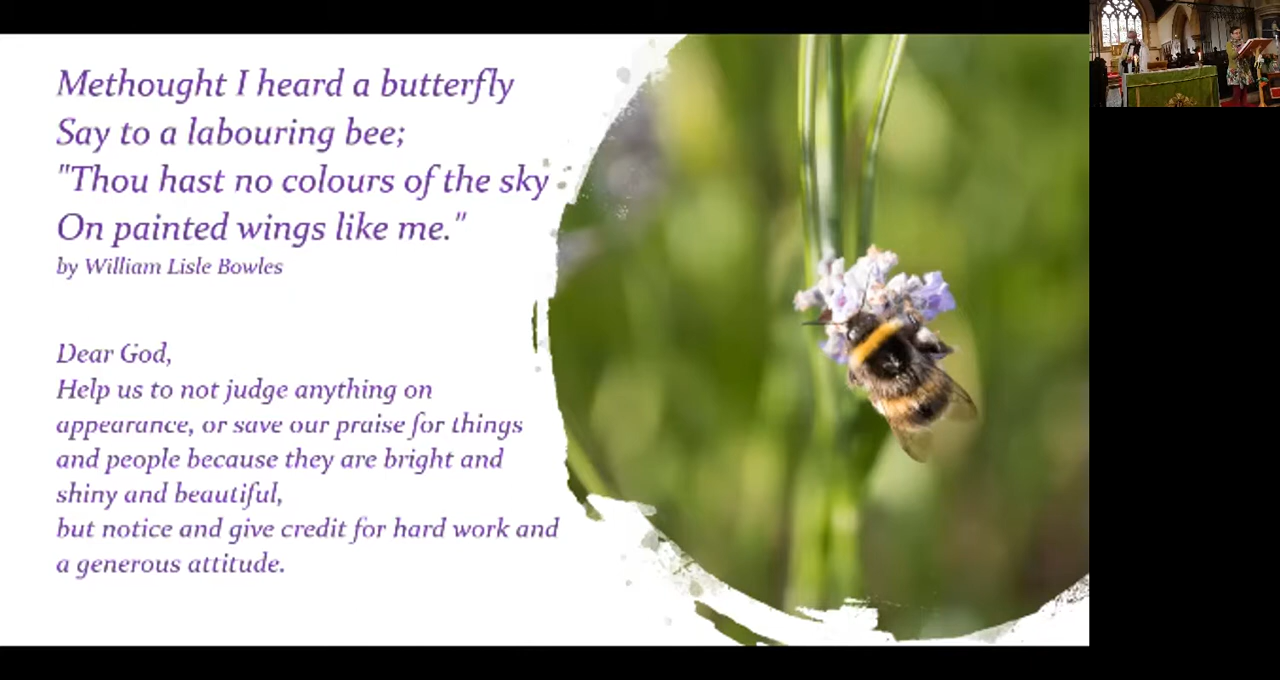 Methought I heard a butterfly
Say to a labouring bee;
"Thou hast no colours of the sky
On painted wings like me."
by William Lisle Bowles
Dear God,
Help us to not judge anything on
appearance, or save our praise for things
and people because they are bright and
shiny and beautiful,
but notice and give credit for hard work and
a generous attitude.